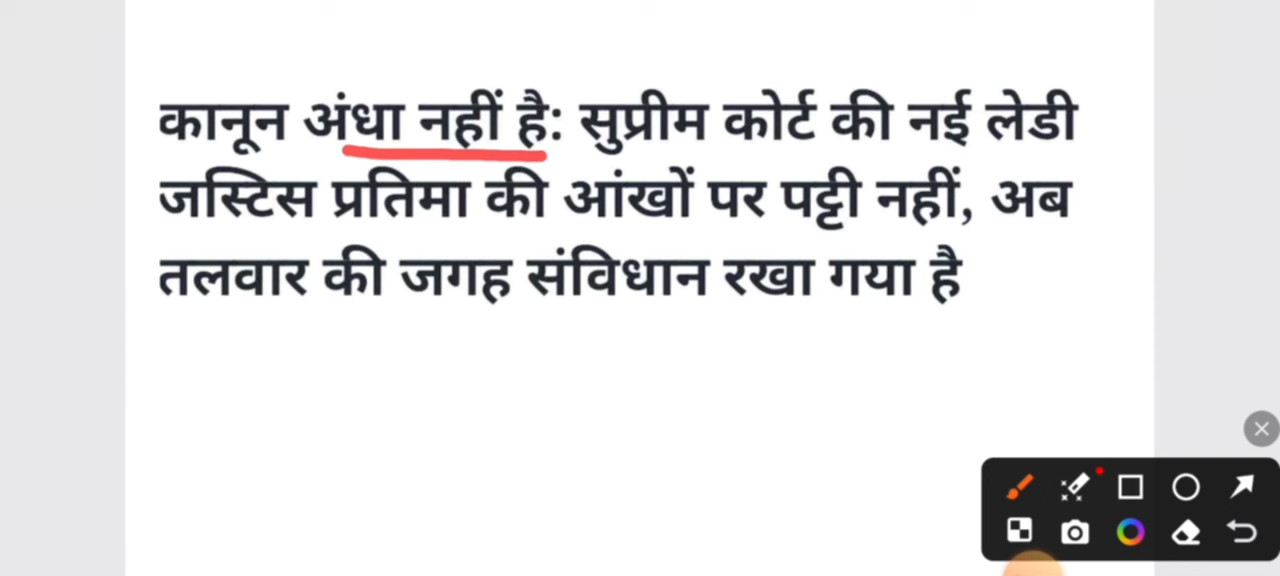 कानून अंधा नहीं है: सुप्रीम कोर्ट की नई लेडी
जस्टिस प्रतिमा की आंखों पर पट्टी नहीं, अब
तलवार की जगह संविधान रखा गया है